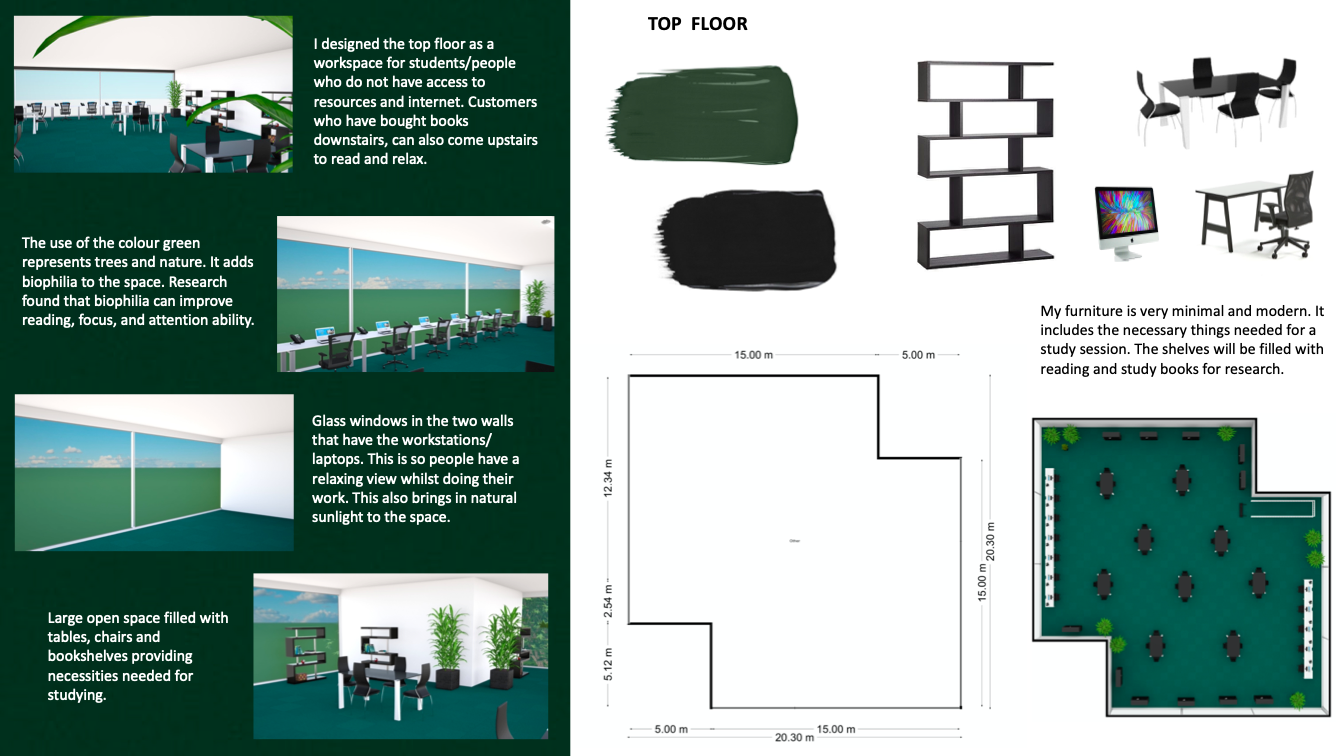 TOP FLOOR
I designed the top floor as a
workspace for students/people
who do not have access to
resources and internet. Customers
who have bought books
downstairs, can also come upstairs
to read and relax.
The use of the colour green
represents trees and nature. It adds
biophilia to the space. Research
found that biophilia can improve
reading, focus, and attention ability.
Glass windows in the two walls
that have the workstations/
laptops. This is so people have a
relaxing view whilst doing their
work. This also brings in natural
sunlight to the space.
Large open space filled with
tables, chairs and
bookshelves providing
necessities needed for
studying.
My furniture is very minimal and modern. It
includes the necessary things needed for a
study session. The shelves will be filled with
reading and study books for research.
15.00 m
5.00 m
12.34 m
2.54 m
5.12 m
20.30 m
15.00 m
5.00 m
15.00 m
20.30 m